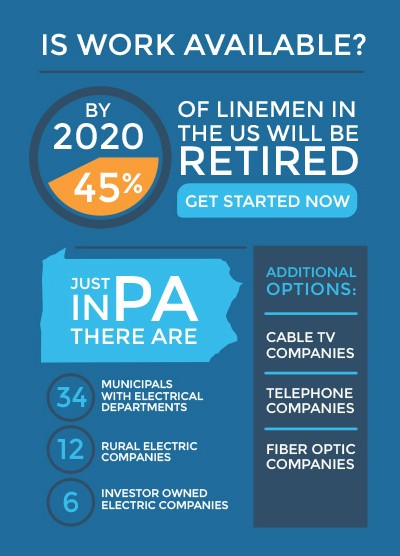 IS WORK AVAILABLE?
BY
2020
45%
OF LINEMEN IN
THE US WILL BE
RETIRED
GET STARTED NOW
JUST
IN PA
THERE ARE
34
MUNICIPALS
WITH ELECTRICAL
DEPARTMENTS
12
RURAL ELECTRIC
COMPANIES
6
INVESTOR OWNED
ELECTRIC COMPANIES
ADDITIONAL
OPTIONS:
CABLE TV
COMPANIES
TELEPHONE
COMPANIES
FIBER OPTIC
COMPANIES